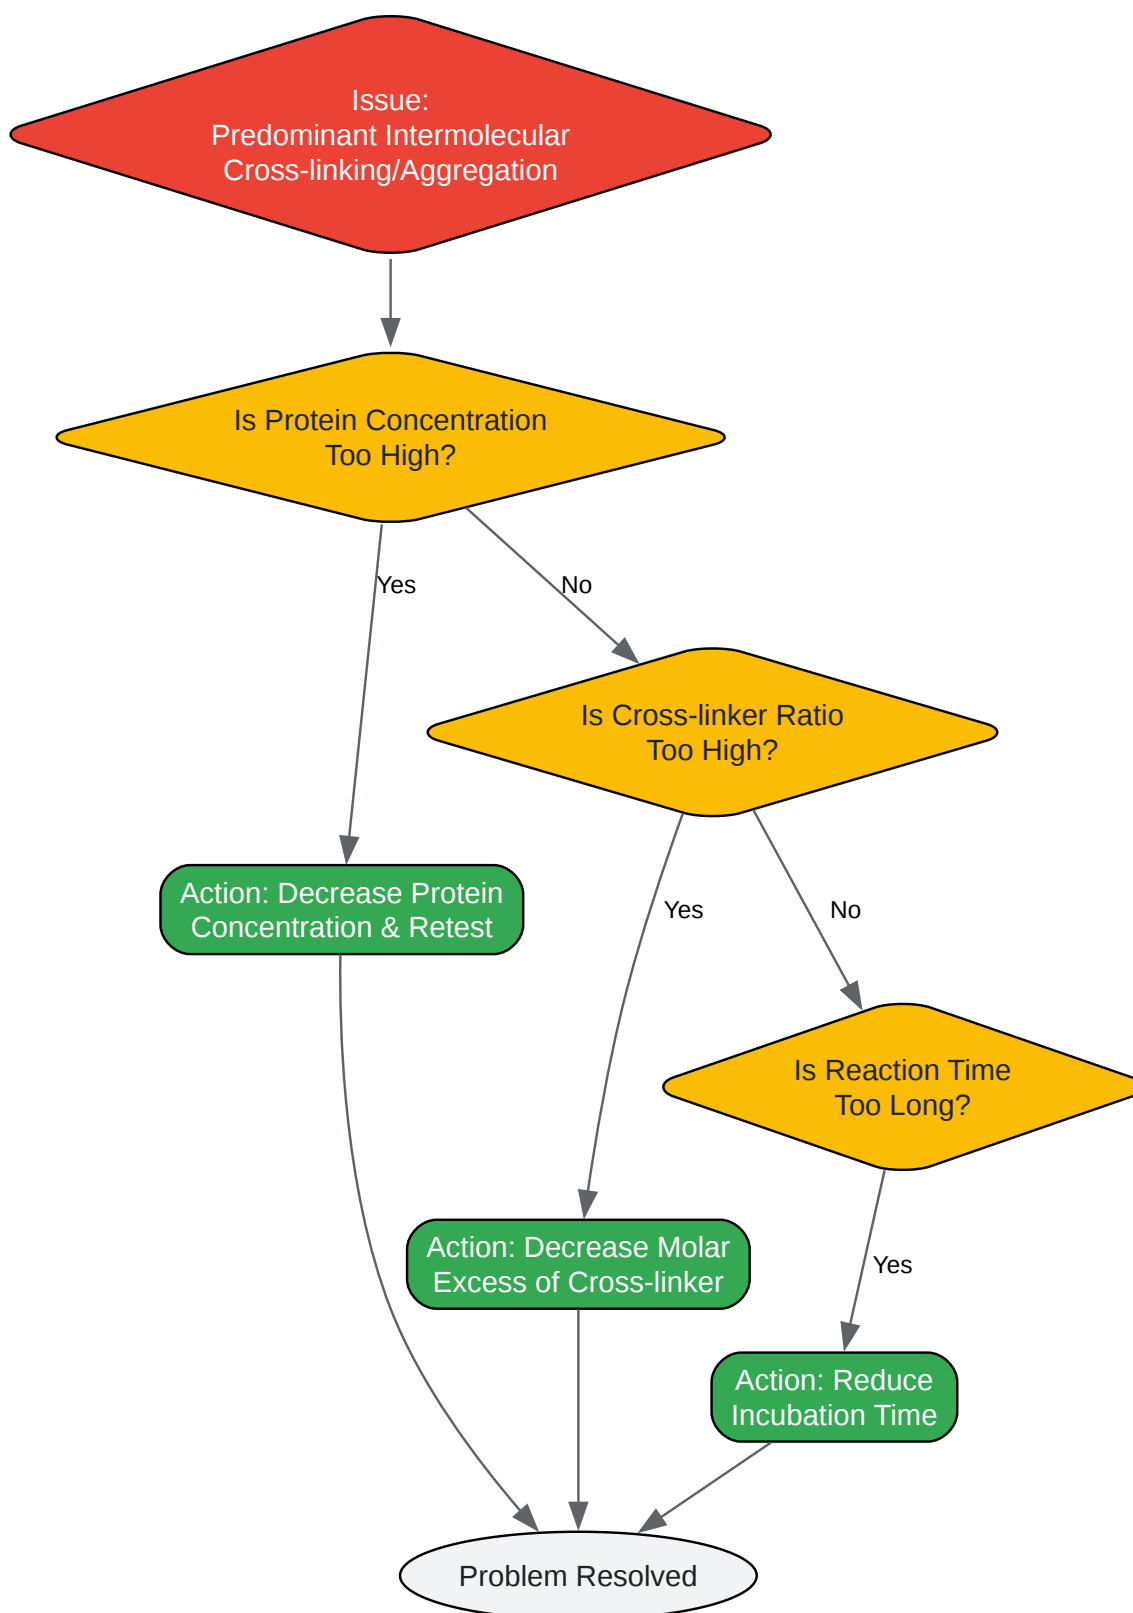 Issue:
Predominant Intermolecular
Cross-linking/Aggregation
Is Protein Concentration
Too High?
Yes
No
Is Cross-linker Ratio
Too High?
Action: Decrease Protein
Concentration & Retest
Yes
No
Is Reaction Time
Too Long?
Action: Decrease Molar
Excess of Cross-linker
Yes
Action: Reduce
Incubation Time
Problem Resolved